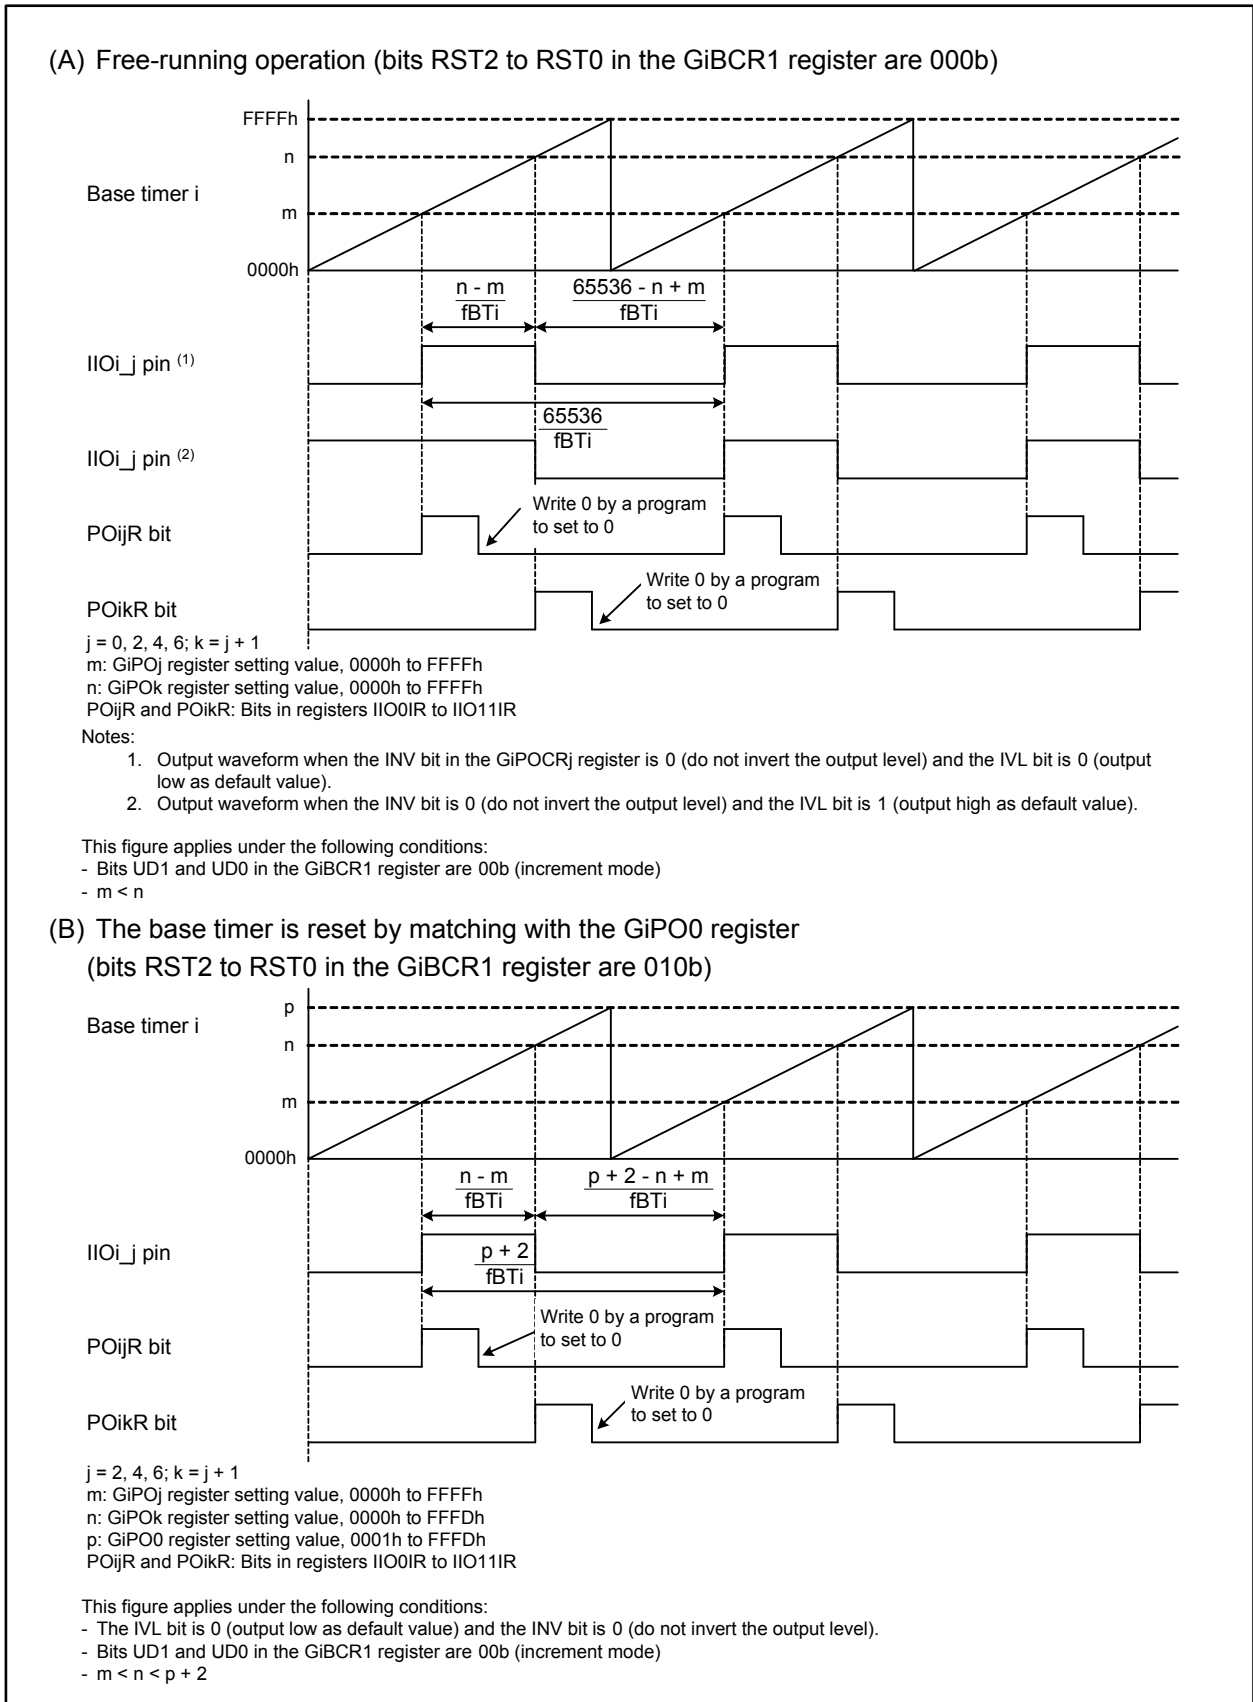 (A) Free-running operation (bits RST2 to RST0 in the GiBCR1 register are 000b)
FFFFh
n
Base timer i
m
0000h
n - m
fBTi
65536 - n + m
fBTi
IIOi_j pin (1)
65536
fBTi
IIOi_j pin (2)
Write 0 by a program
to set to 0
POijR bit
Write 0 by a program
to set to 0
POikR bit
j = 0, 2, 4, 6; k = j + 1
m: GiPOj register setting value, 0000h to FFFFh
n: GiPOk register setting value, 0000h to FFFFh
POijR and POikR: Bits in registers IIO0IR to IIO11IR
Notes:
1. Output waveform when the INV bit in the GiPOCRj register is 0 (do not invert the output level) and the IVL bit is 0 (output
low as default value).
2. Output waveform when the INV bit is 0 (do not invert the output level) and the IVL bit is 1 (output high as default value).
This figure applies under the following conditions:
- Bits UD1 and UD0 in the GiBCR1 register are 00b (increment mode)
- m < n
(B) The base timer is reset by matching with the GiPO0 register
(bits RST2 to RST0 in the GiBCR1 register are 010b)
p
Base timer i
n
m
0000h
n - m
fBTi
p + 2 - n + m
fBTi
IIOi_j pin
p + 2
fBTi
Write 0 by a program
to set to 0
POijR bit
Write 0 by a program
to set to 0
POikR bit
j = 2, 4, 6; k = j + 1
m: GiPOj register setting value, 0000h to FFFFh
n: GiPOk register setting value, 0000h to FFFDh
p: GiPO0 register setting value, 0001h to FFFDh
POijR and POikR: Bits in registers IIO0IR to IIO11IR
This figure applies under the following conditions:
- The IVL bit is 0 (output low as default value) and the INV bit is 0 (do not invert the output level).
- Bits UD1 and UD0 in the GiBCR1 register are 00b (increment mode)
- m < n < p + 2